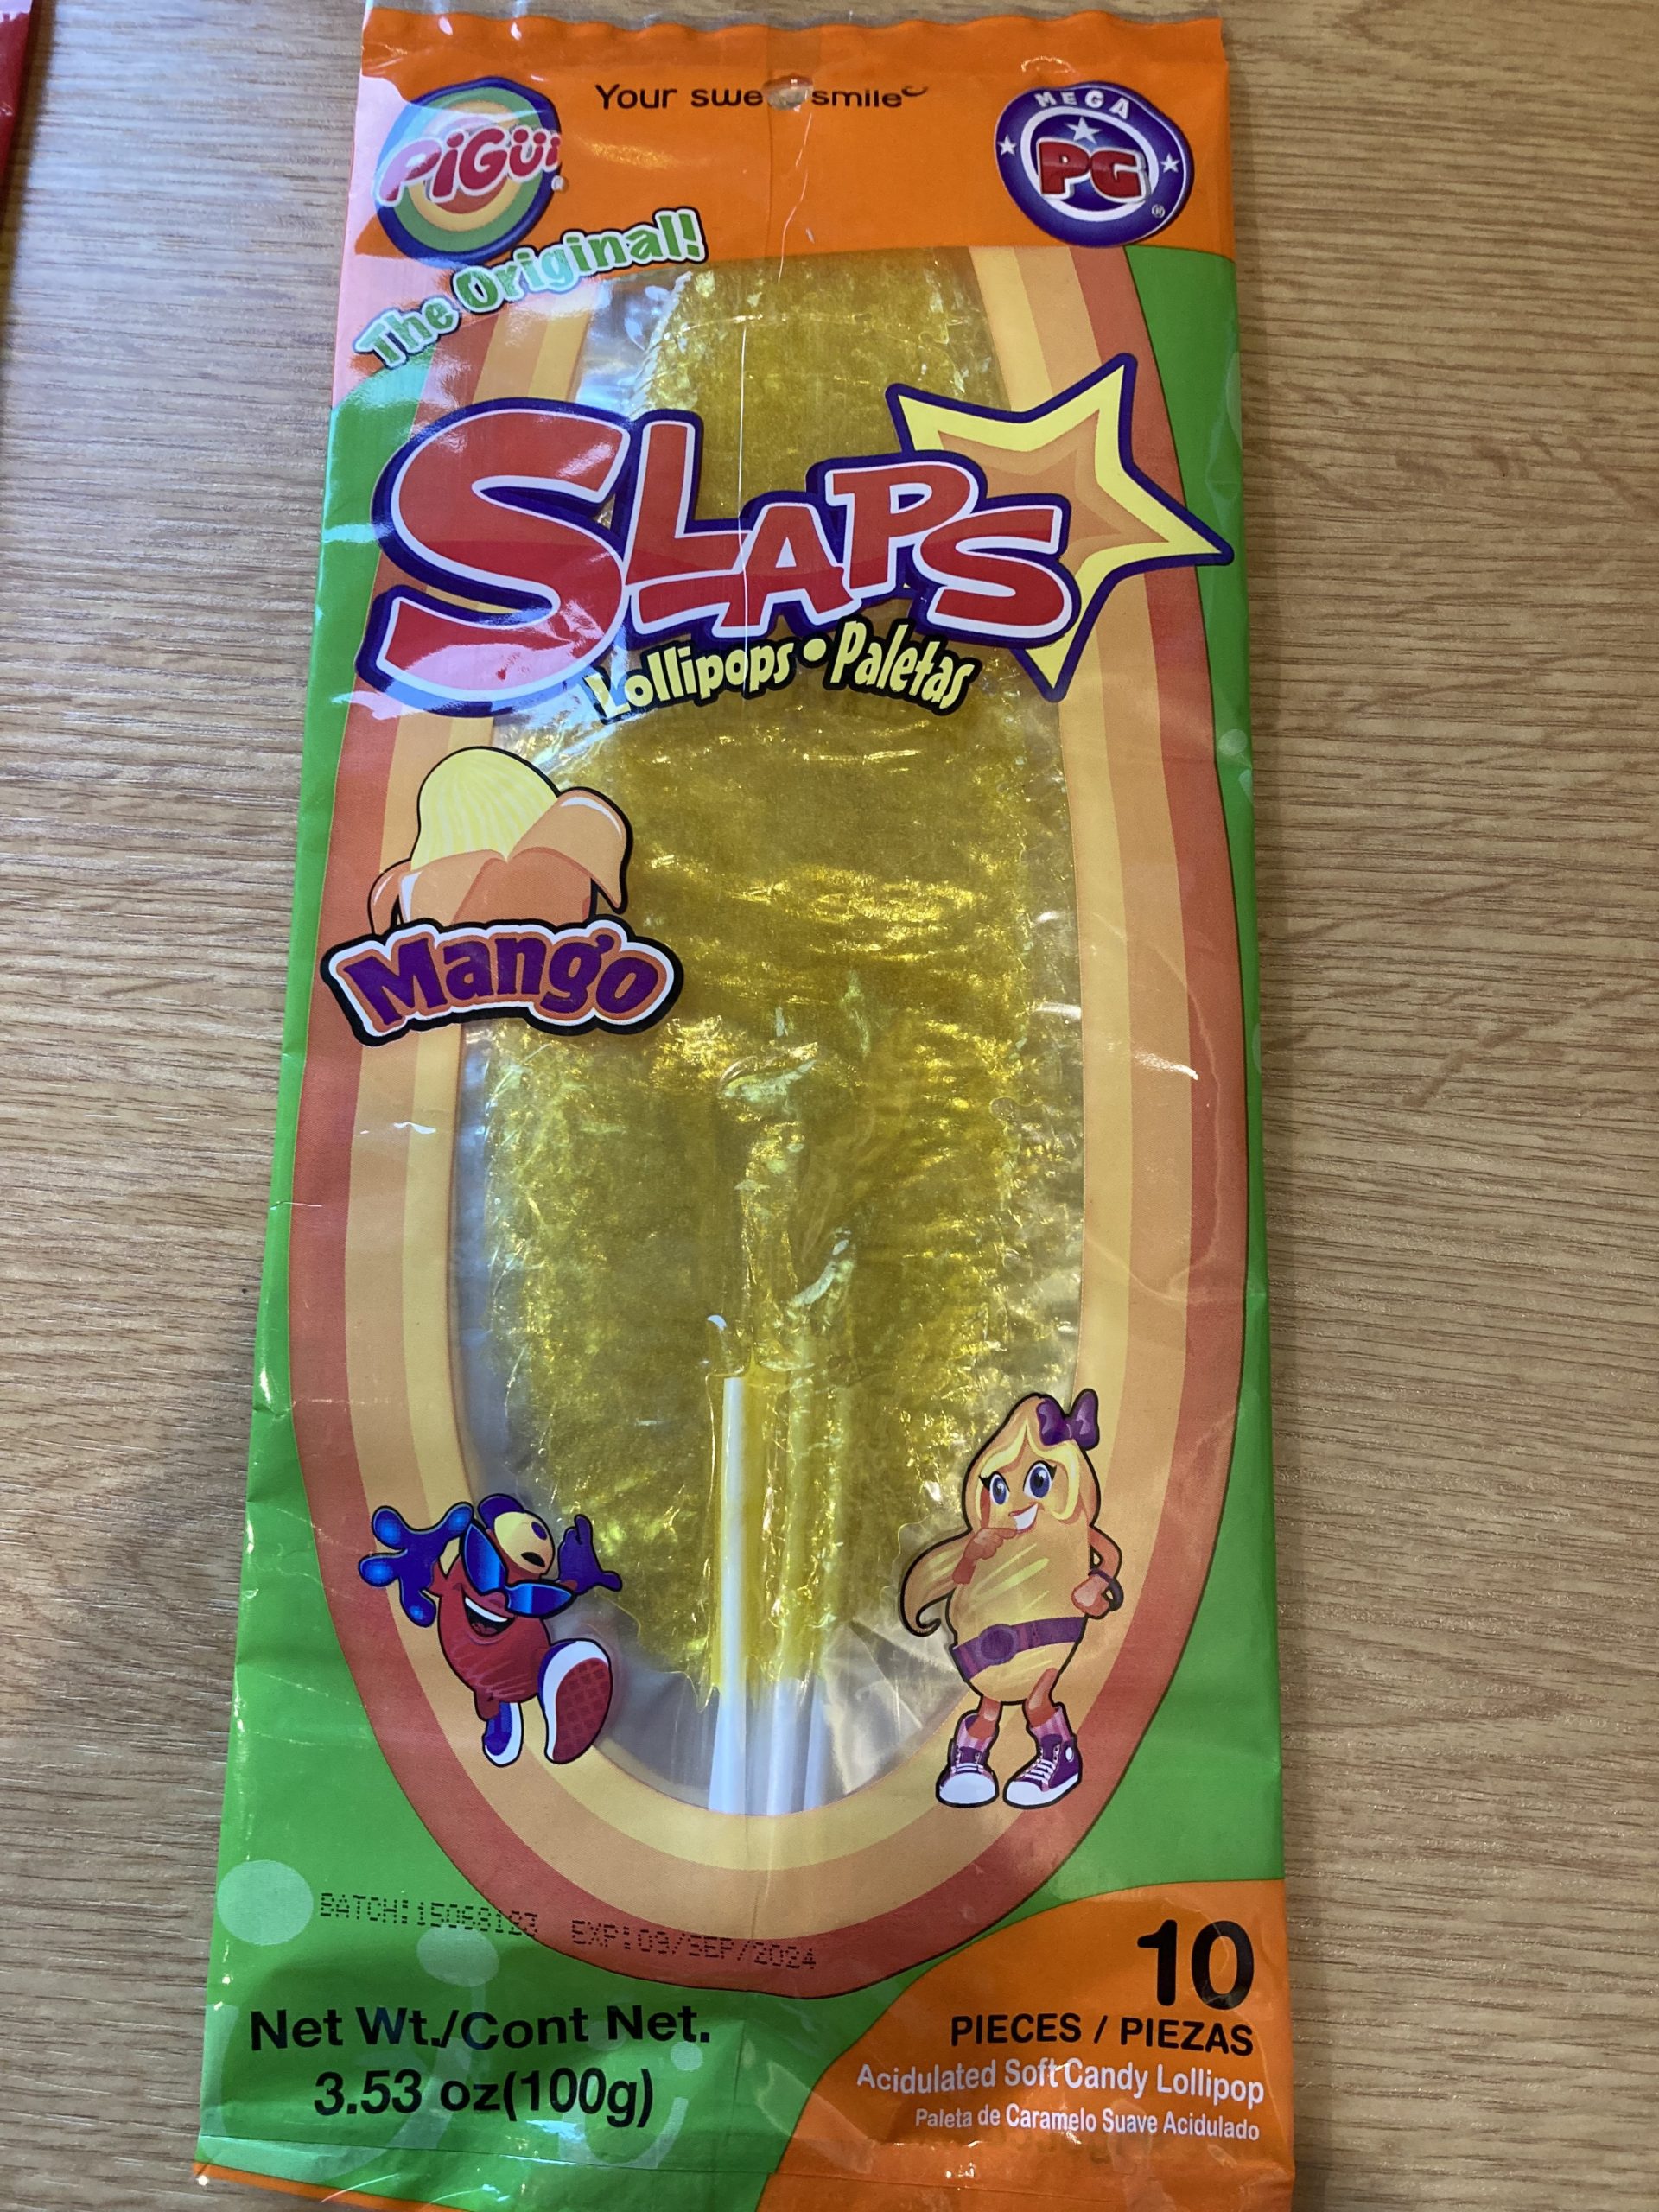 Your swe smile
PiGüi
MEGA
PG
The Original!
SLAPS
Lollipops • Paletas
Mango
BATCH:15068123 EXP:09/SEP/2024
Net Wt./Cont Net.
3.53 oz(100g)
10
PIECES / PIEZAS
Acidulated Soft Candy Lollipop
Paleta de Caramelo Suave Acidulado